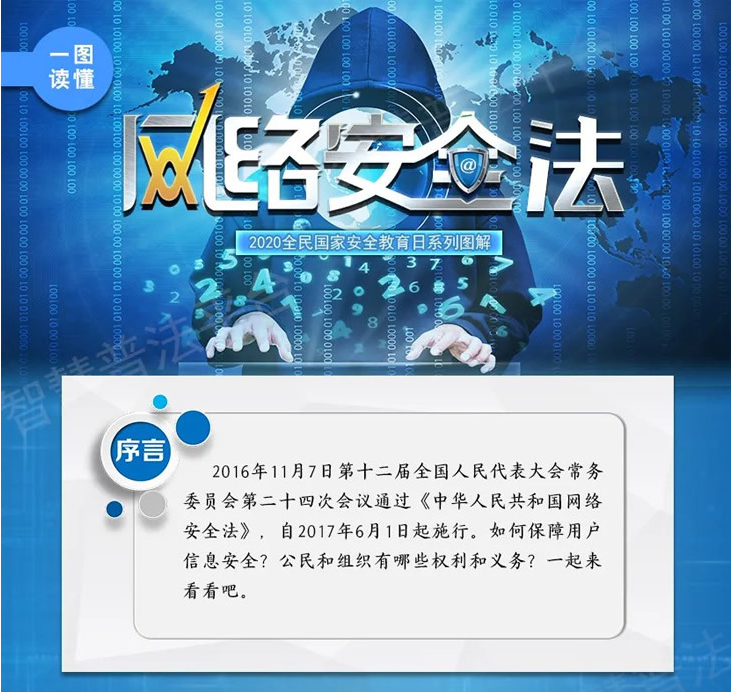 一图
读懂
网络安全法
@
2020全民国家安全教育日系列图解
序言
2016年11月7日第十二届全国人民代表大会常务
委员会第二十四次会议通过《中华人民共和国网络
安全法》，自2017年6月1日起施行。如何保障用户
信息安全？公民和组织有哪些权利和义务？一起来
看看吧。
智慧普法平台